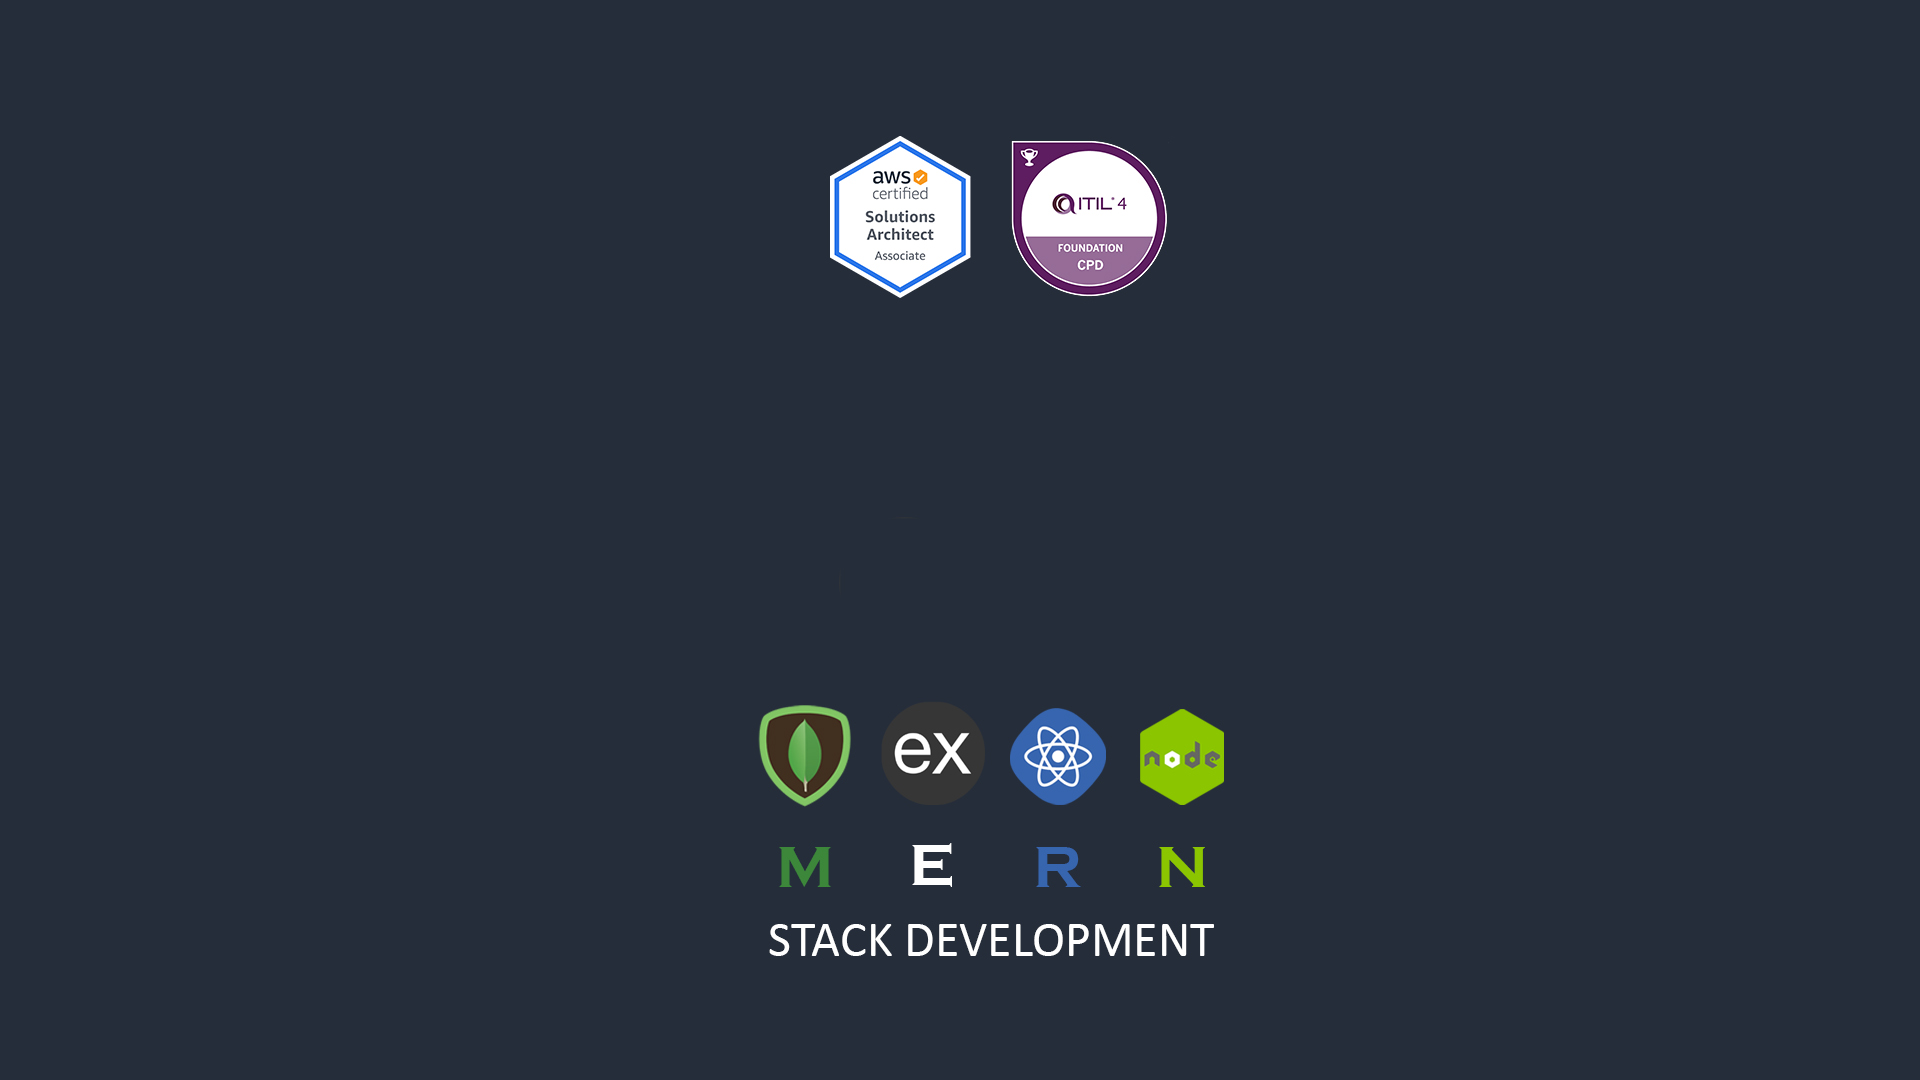 aws
certified
Solutions
Architect
Associate
ITIL® 4
FOUNDATION
CPD
ex
node
M E R N
STACK DEVELOPMENT